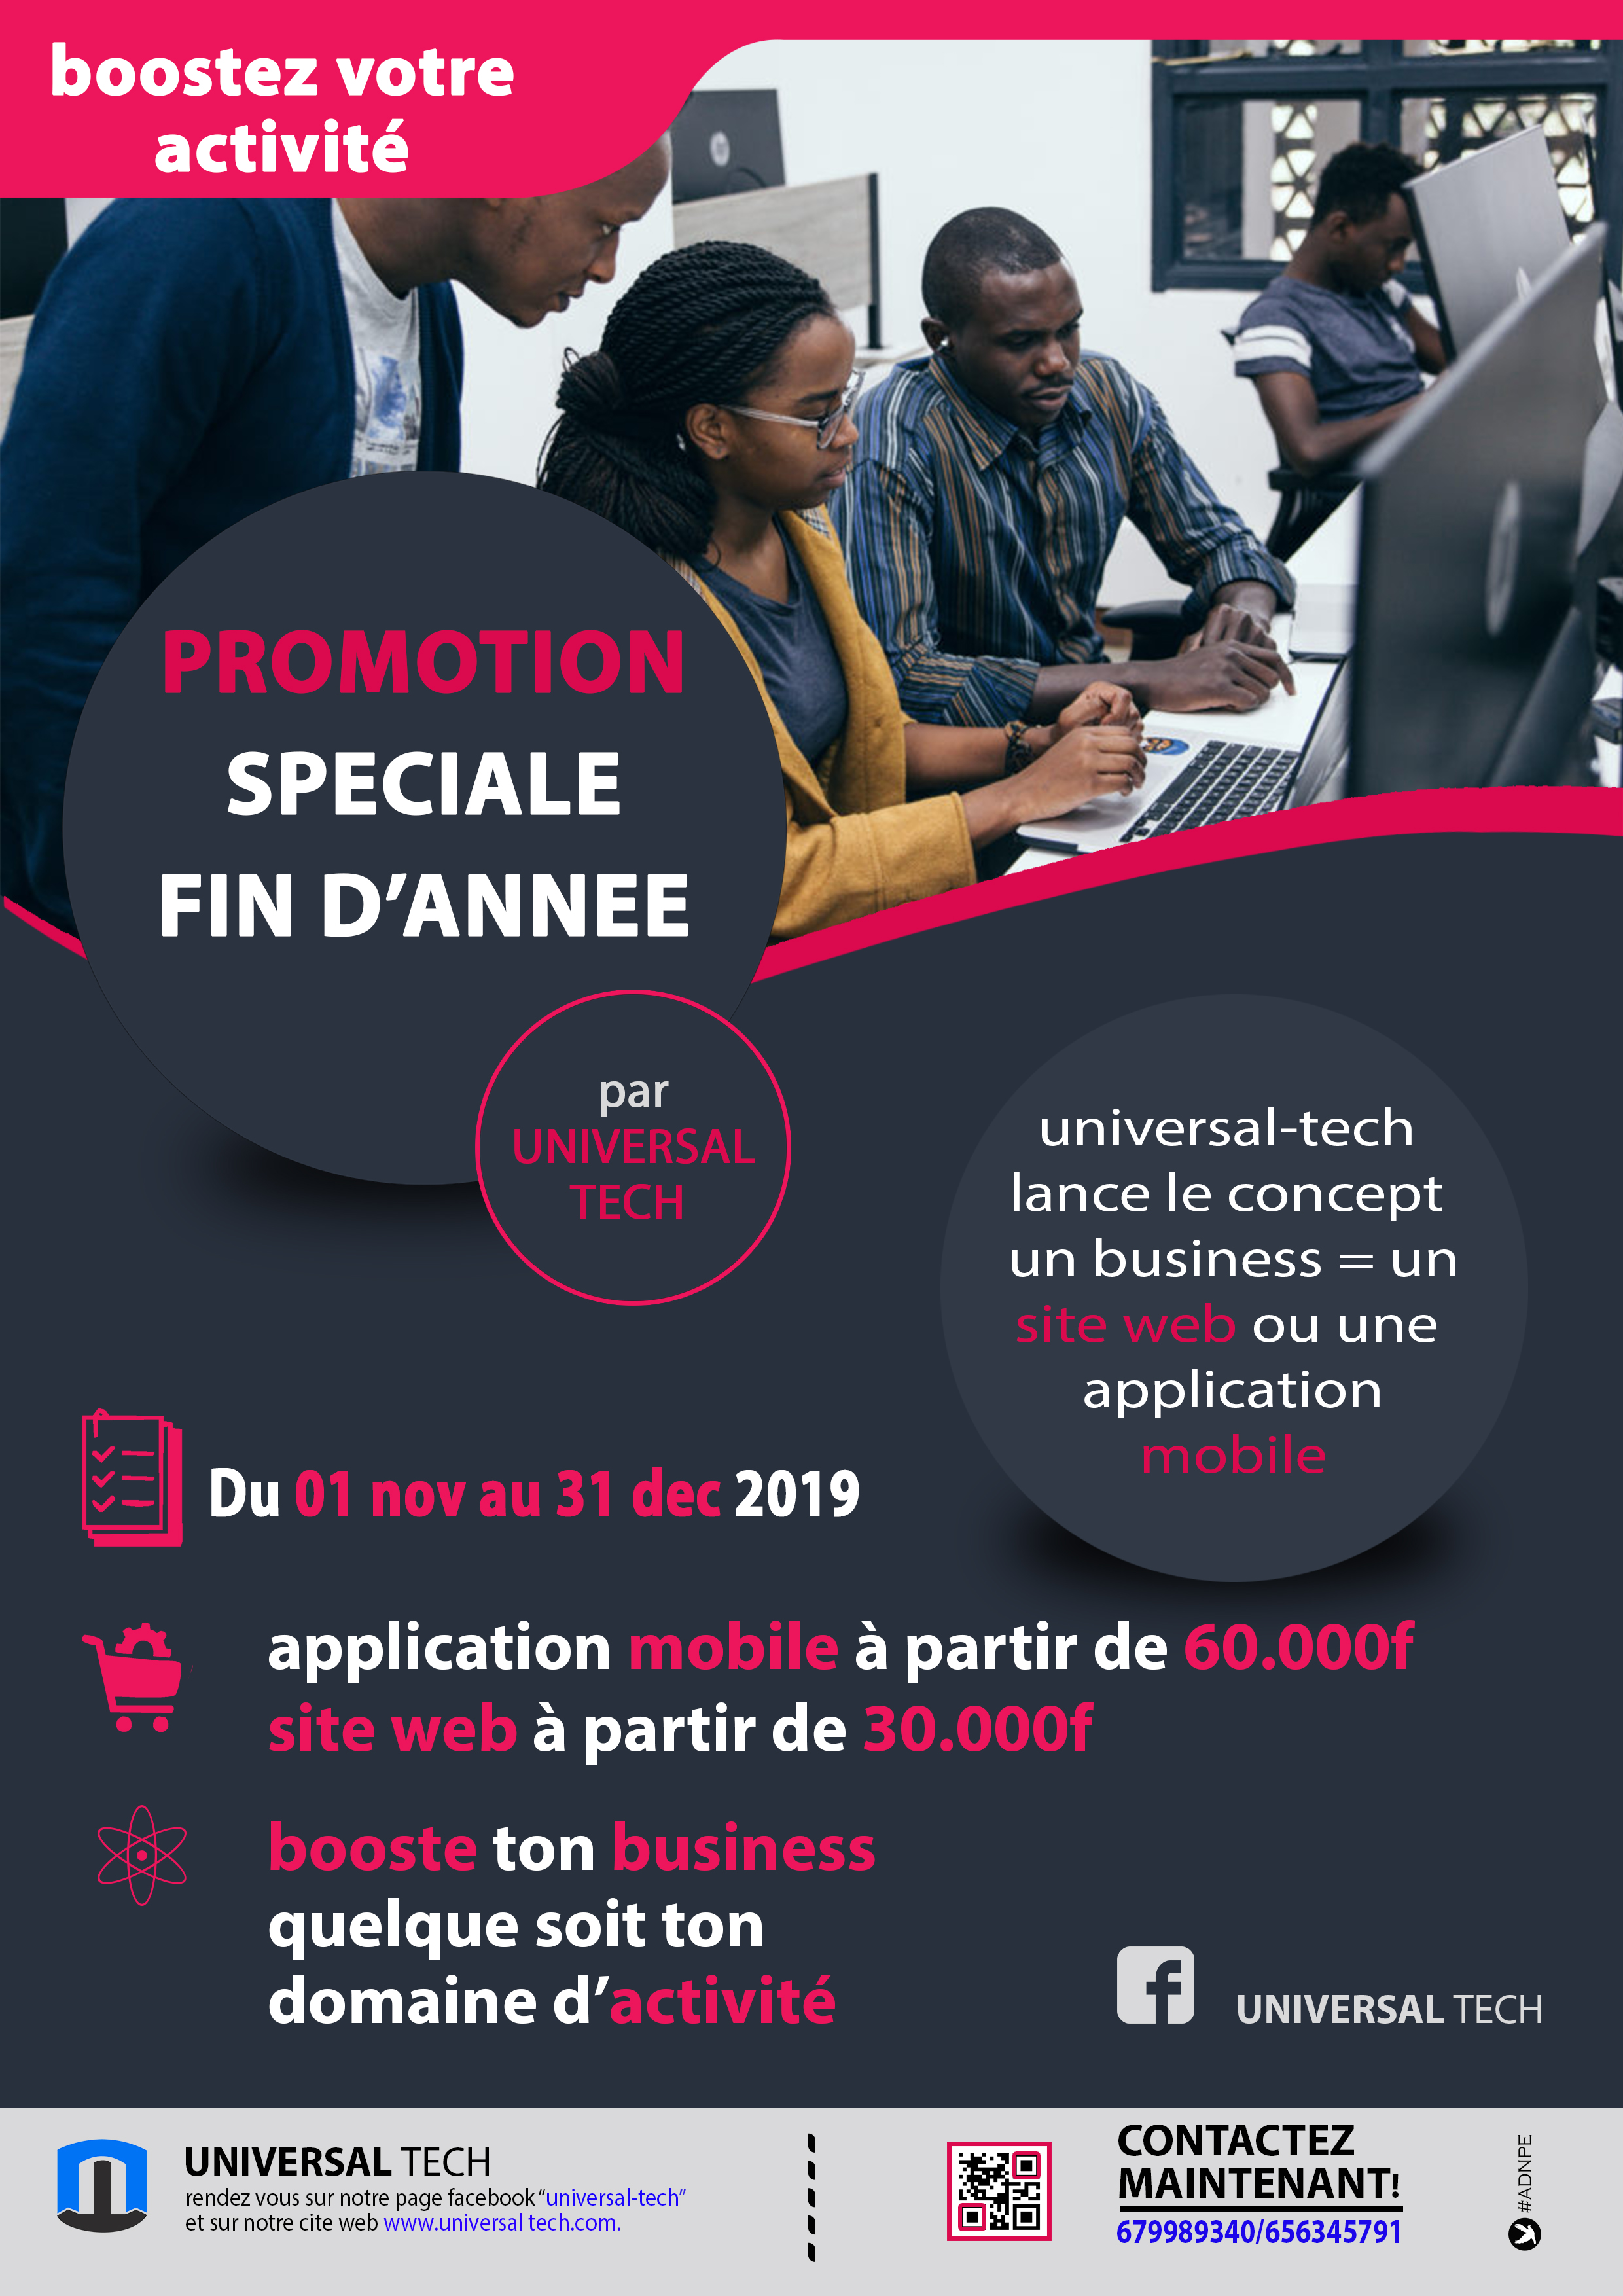 boostez votre
activité
PROMOTION
SPECIALE
FIN D'ANNEE
par
UNIVERSAL
TECH
universal-tech
lance le concept
un business = un
site web ou une
application
mobile
Du 01 nov au 31 dec 2019
application mobile à partir de 60.000f
site web à partir de 30.000f
booste ton business
quelque soit ton
domaine d'activité
f UNIVERSAL TECH
UNIVERSAL TECH
rendez vous sur notre page facebook "universal-tech"
et sur notre cite web www.universal tech.com.
CONTACTEZ
MAINTENANT!
679989340/656345791
#ADNPE